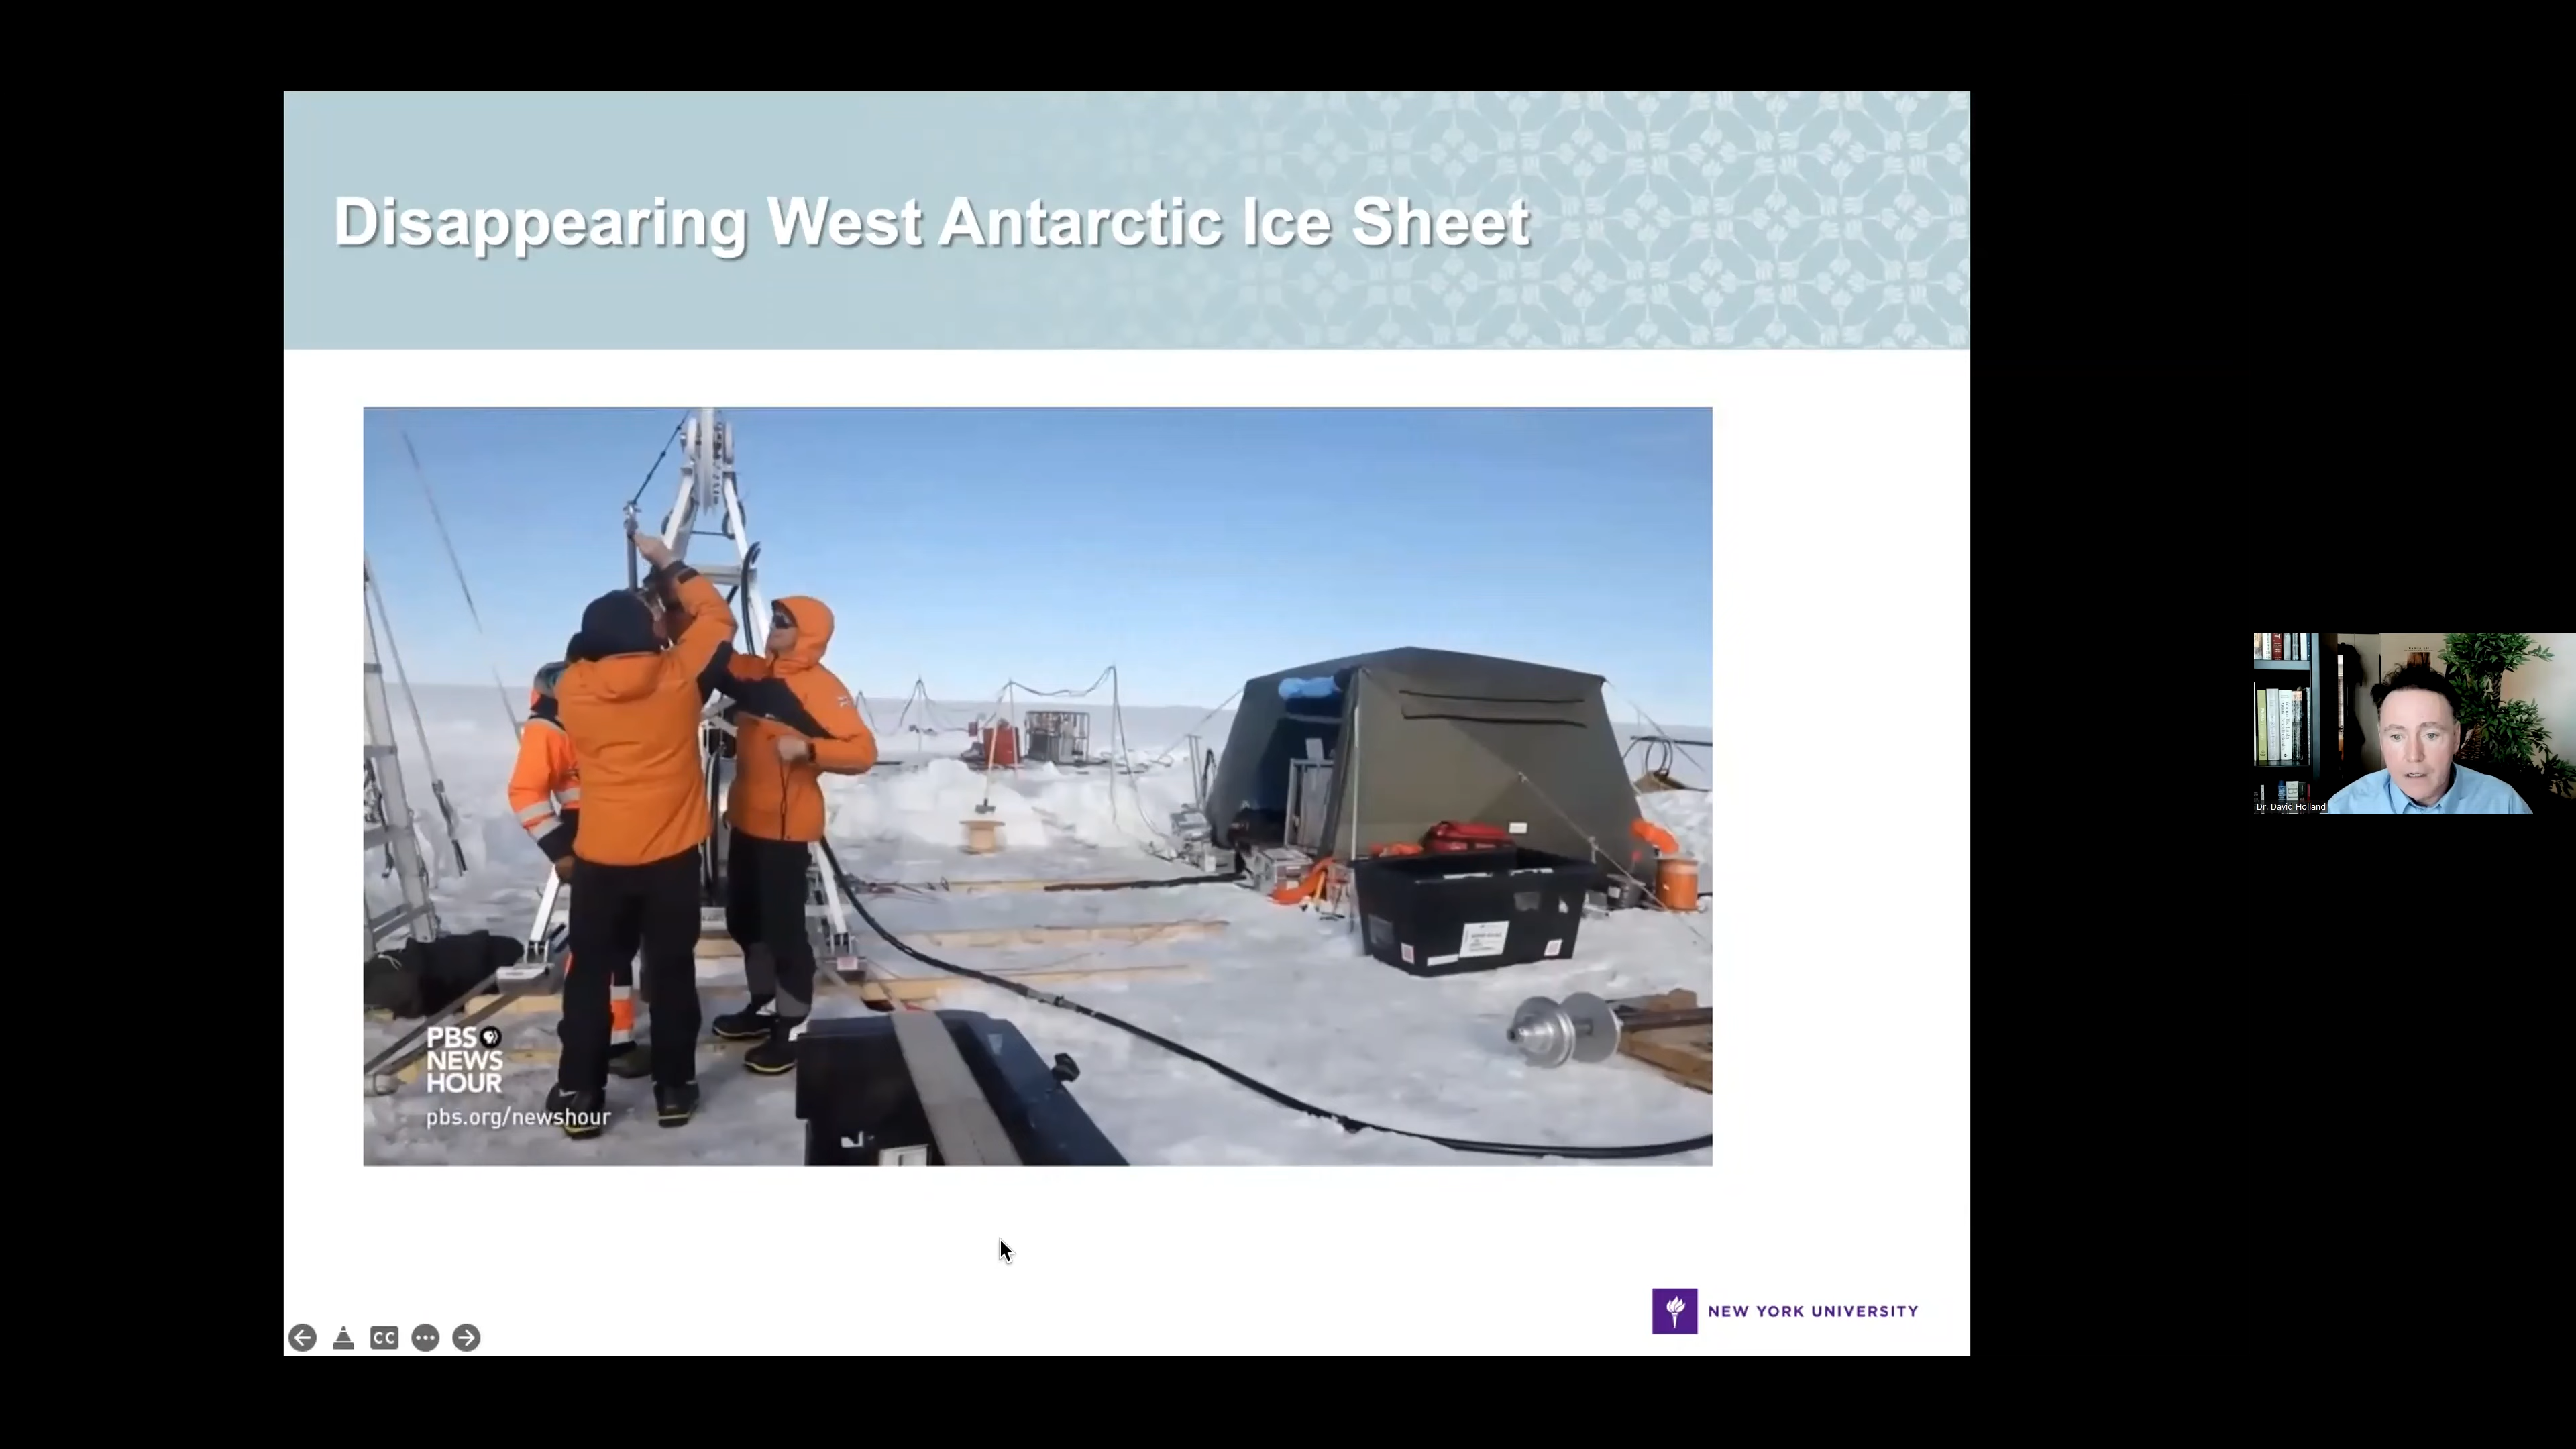 Disappearing West Antarctic Ice Sheet
PBS
NEWS
HOUR
pbs.org/newshour
Dr. David Holland
NEW YORK UNIVERSITY
CC